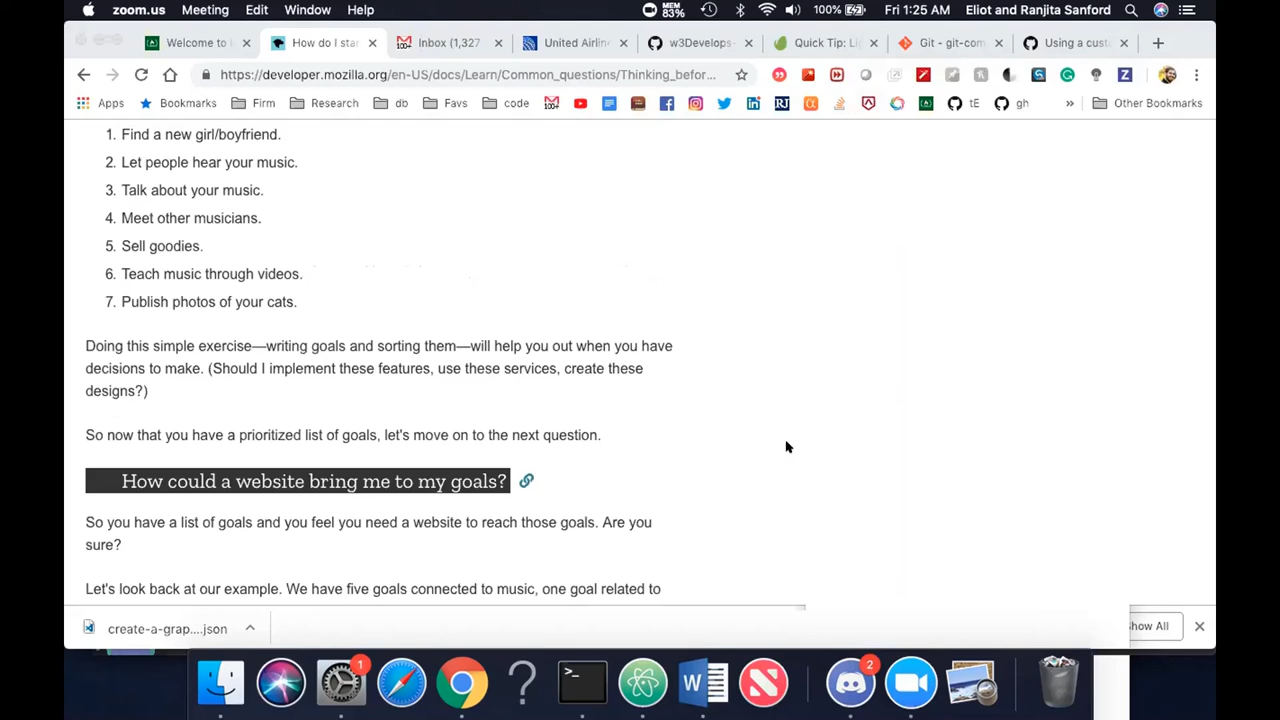 zoom.us Meeting Edit Window Help MEM 83% 100% Fri 1:25 AM Eliot and Ranjita Sanford
Welcome to How do I star Inbox (1,327 United Airlin w3Develops- Quick Tip: Li Git - git-com Using a cust
https://developer.mozilla.org/en-US/docs/Learn/Common_questions/Thinking_befor...
Apps Bookmarks Firm Research db Favs code 100+ RJ tE gh » Other Bookmarks
1. Find a new girl/boyfriend.
2. Let people hear your music.
3. Talk about your music.
4. Meet other musicians.
5. Sell goodies.
6. Teach music through videos.
7. Publish photos of your cats.
Doing this simple exercise—writing goals and sorting them—will help you out when you have
decisions to make. (Should I implement these features, use these services, create these
designs?)
So now that you have a prioritized list of goals, let's move on to the next question.
How could a website bring me to my goals?
So you have a list of goals and you feel you need a website to reach those goals. Are you
sure?
Let's look back at our example. We have five goals connected to music, one goal related to
create-a-grap....json
how All
1
2